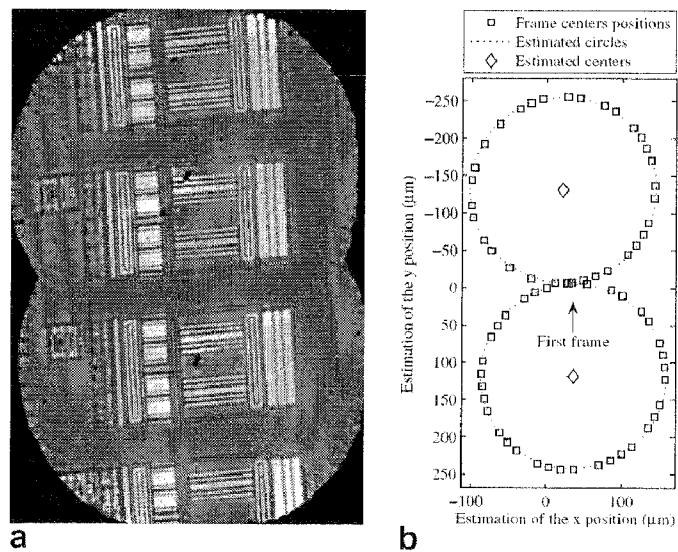 Frame centers positions
Estimated circles
Estimated centers
Estimation of the y position (μm)
-250
-200
-150
-100
-50
0
50
100
150
200
250
First frame
-100
0
100
Estimation of the x position (μm)
a
b